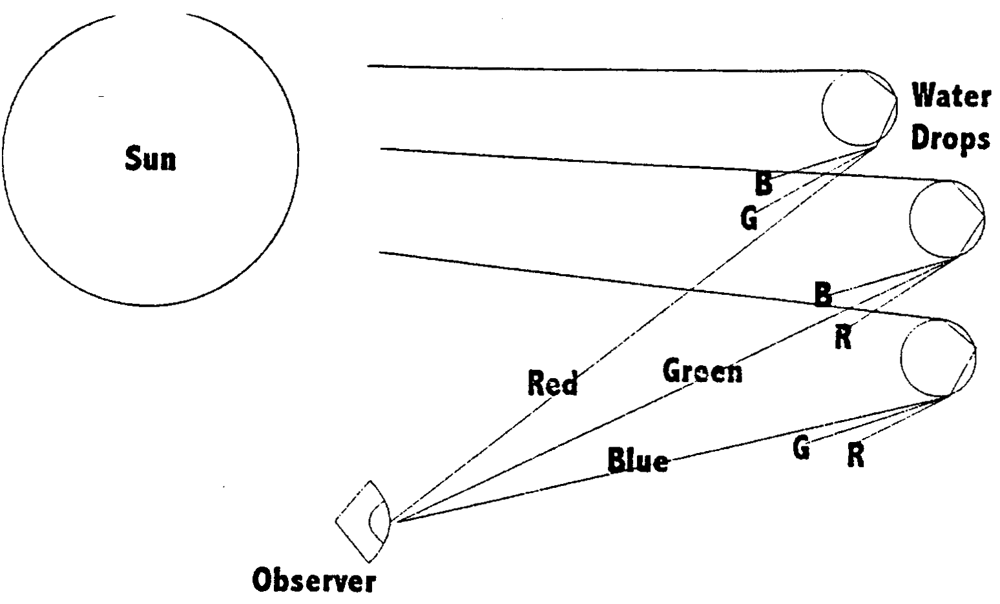 Water
Drops
Sun
B
G
B
R
Green
Red
G
R
Blue
Observer